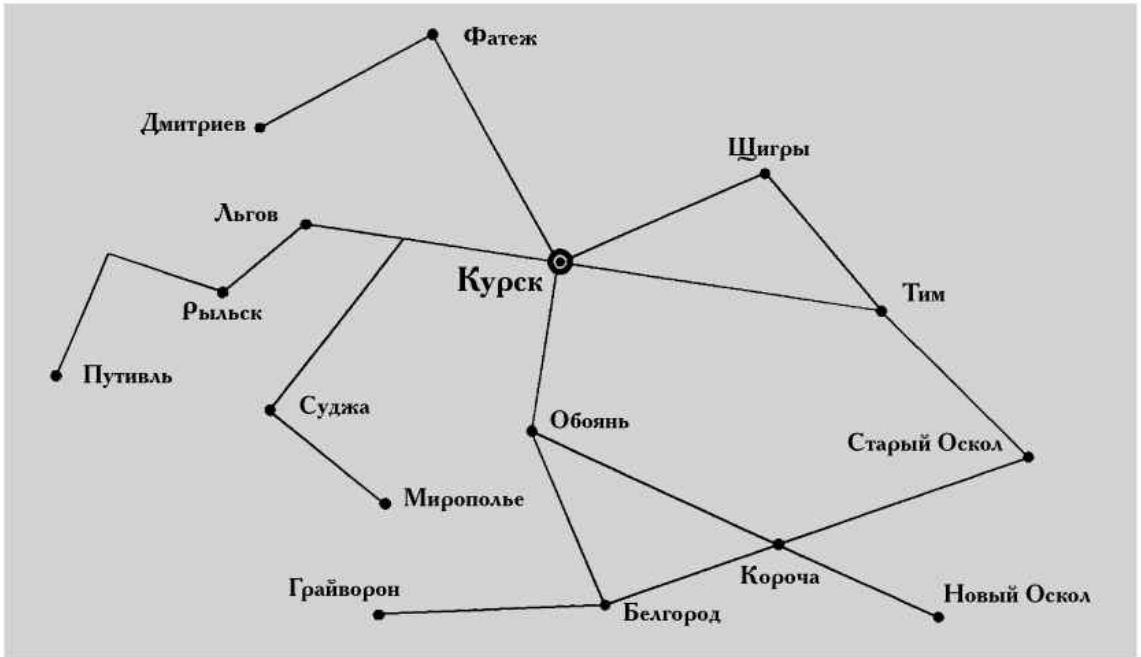 Фатеж
Дмитриев
Щигры
Льгов
Курск
Тим
Рыльск
Путивль
Суджа
Обоянь
Старый Оскол
Мирополье
Короча
Грайворон
Новый Оскол
Белгород